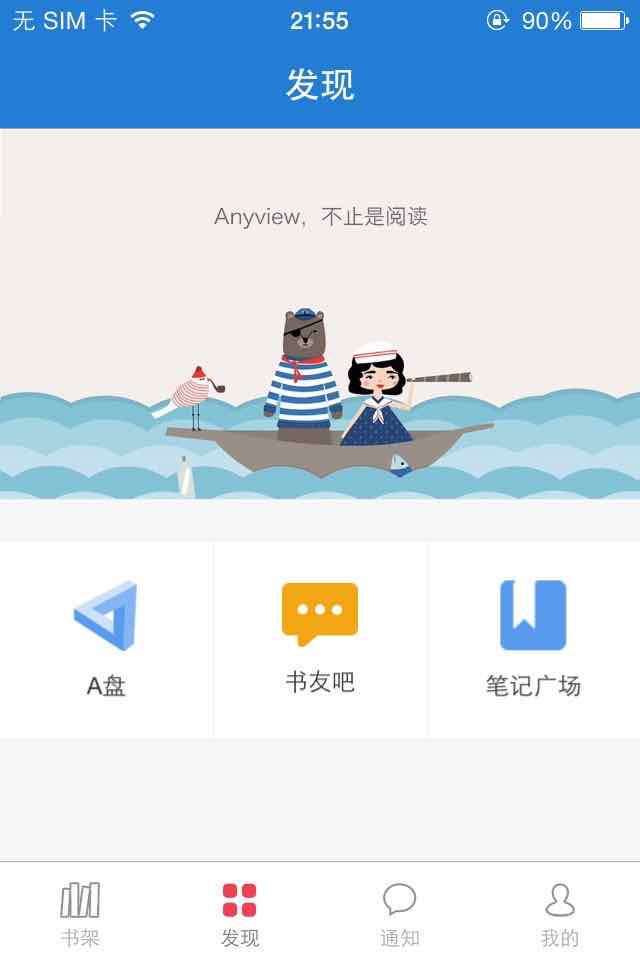 无 SIM 卡 21:55 90%
发现
Anyview，不止是阅读
A盘 书友吧 笔记广场
书架 发现 通知 我的